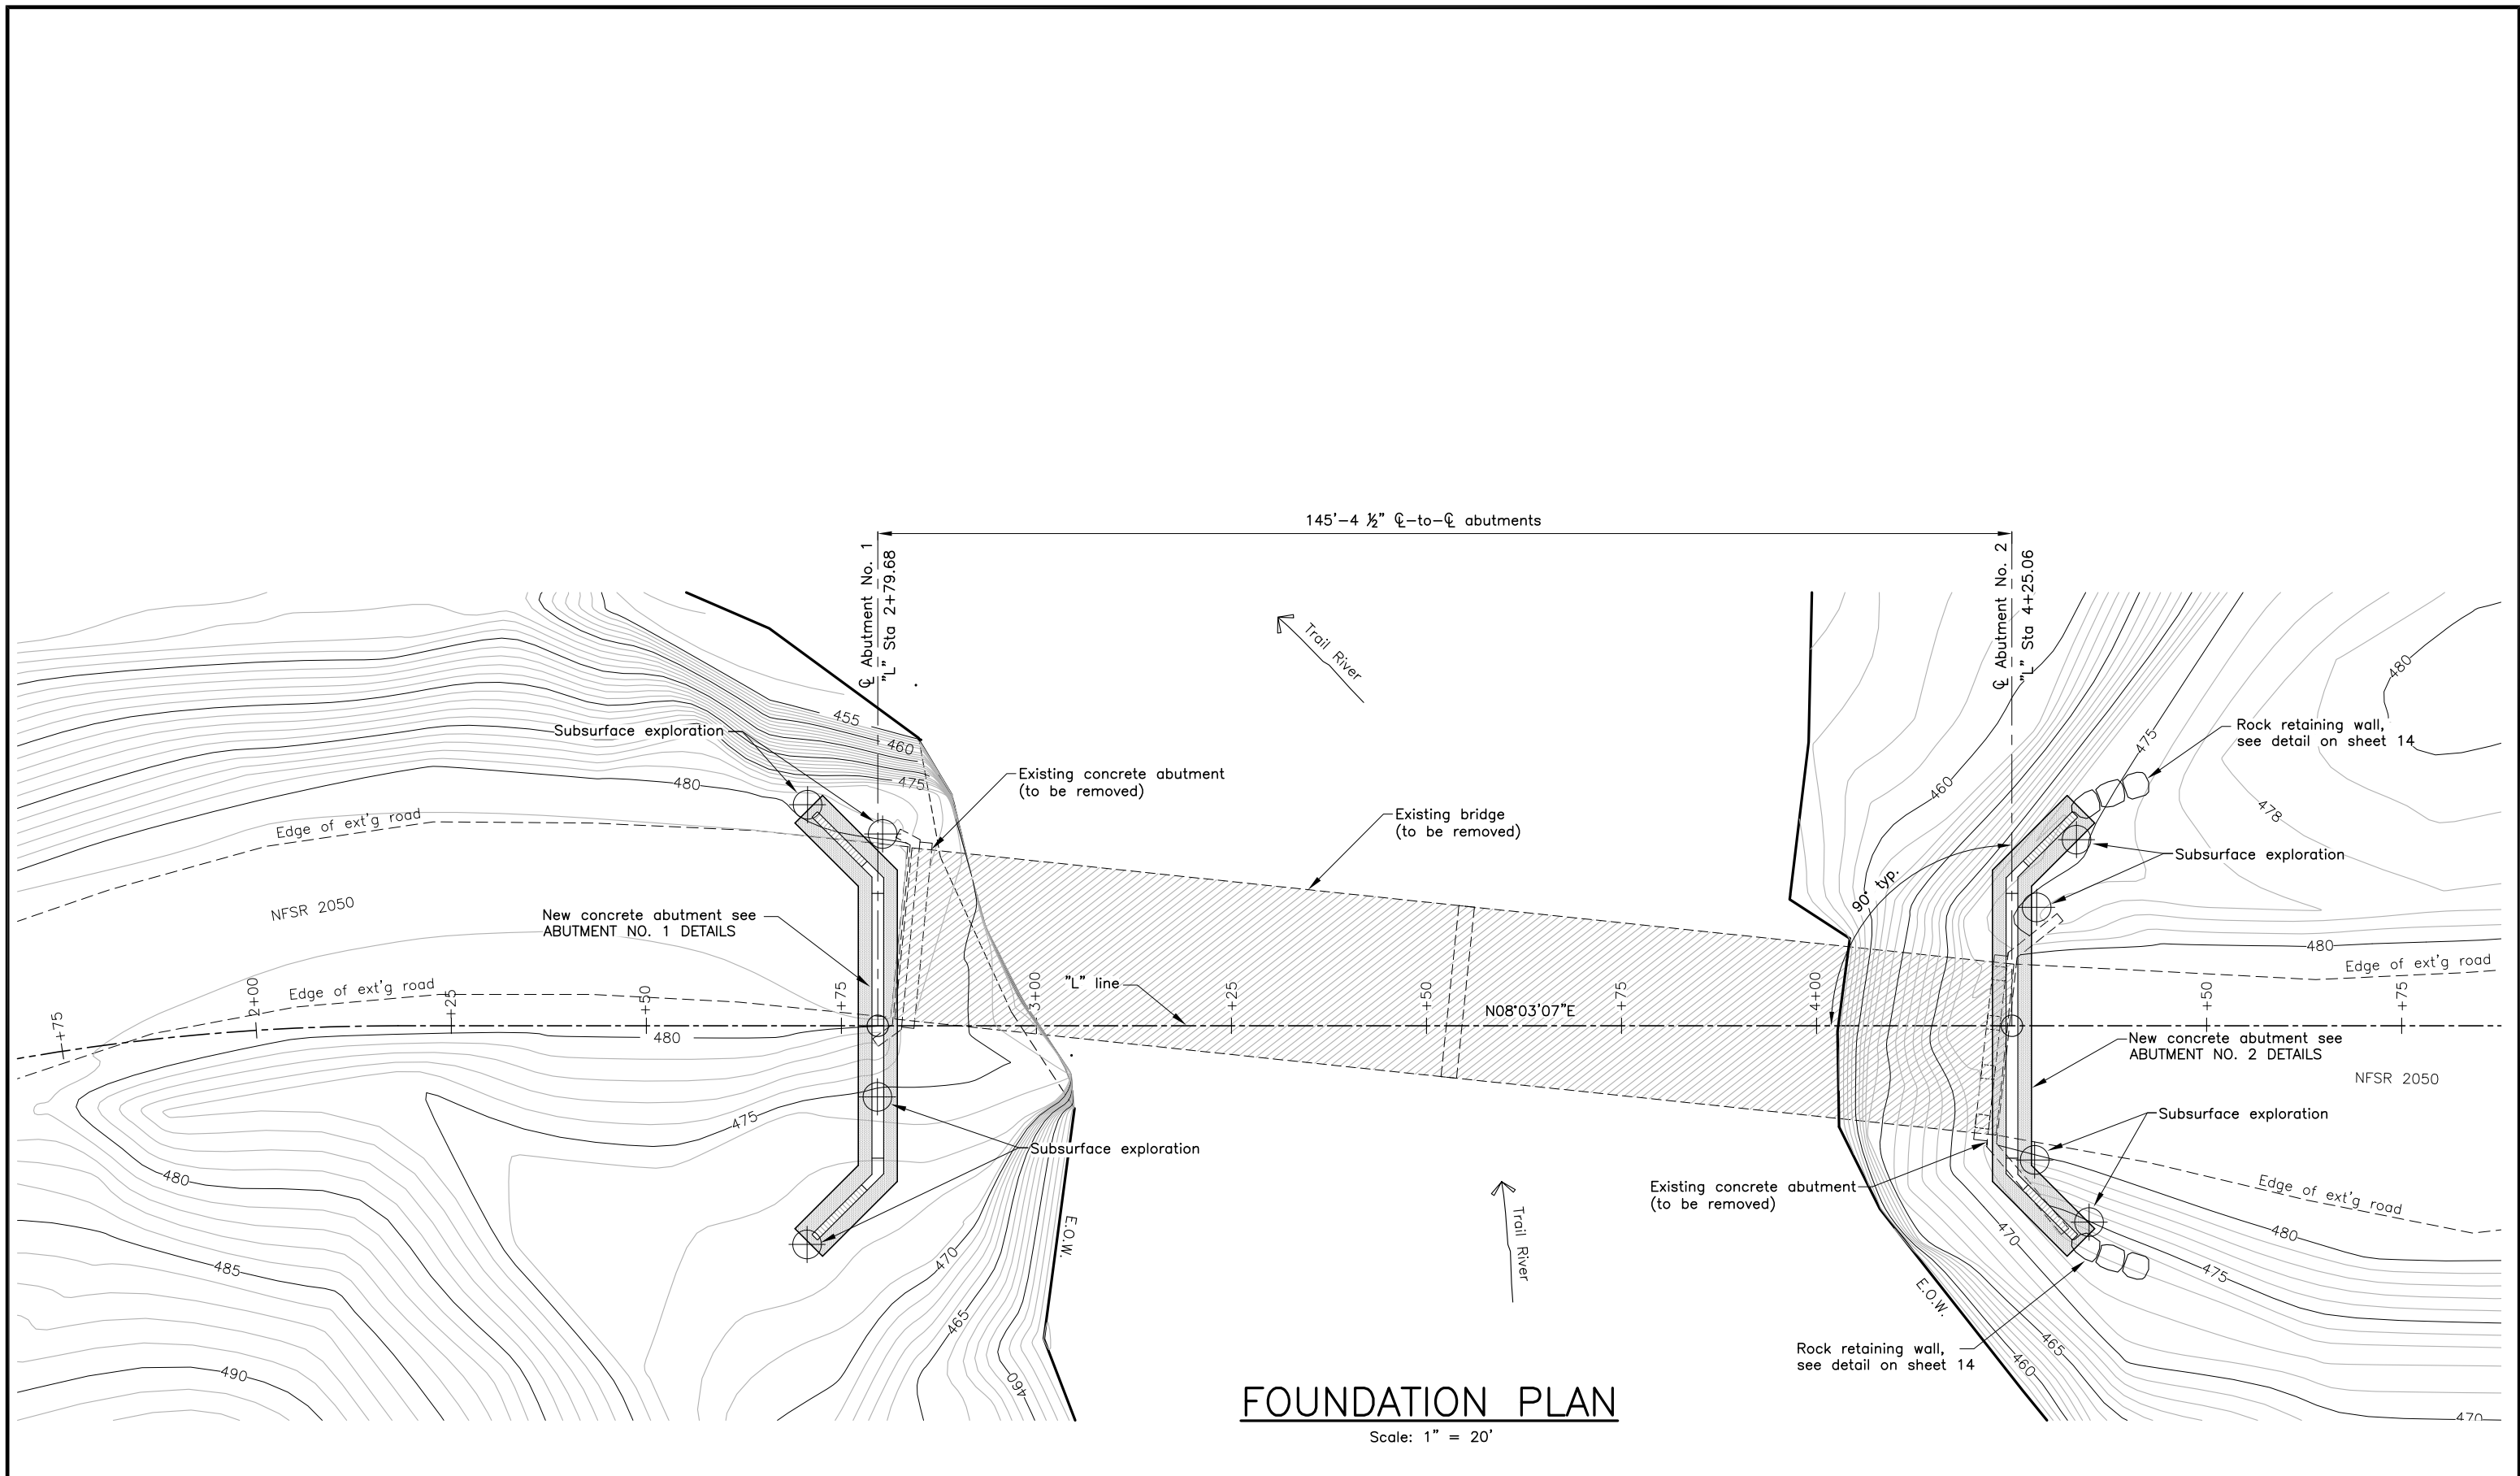 145'-4 ½" ℄-to-℄ abutments
℄ Abutment No. 1
"L" Sta 2+79.68
℄ Abutment No. 2
"L" Sta 4+25.06
Trail River
455
460
475
480
Subsurface exploration
Existing concrete abutment
(to be removed)
Existing bridge
(to be removed)
Rock retaining wall,
see detail on sheet 14
480
475
460
478
Subsurface exploration
90° typ.
Edge of ext'g road
NFSR 2050
New concrete abutment see
ABUTMENT NO. 1 DETAILS
480
Edge of ext'g road
Edge of ext'g road
"L" line
N08°03'07"E
+75
2+00
+25
+50
+75
3+00
+25
+50
+75
4+00
+50
+75
480
New concrete abutment see
ABUTMENT NO. 2 DETAILS
NFSR 2050
475
Subsurface exploration
Subsurface exploration
480
Existing concrete abutment
(to be removed)
Edge of ext'g road
480
Trail River
E.O.W.
470
470
475
485
465
E.O.W.
465
460
490
460
Rock retaining wall,
see detail on sheet 14
470
FOUNDATION PLAN
Scale: 1" = 20'